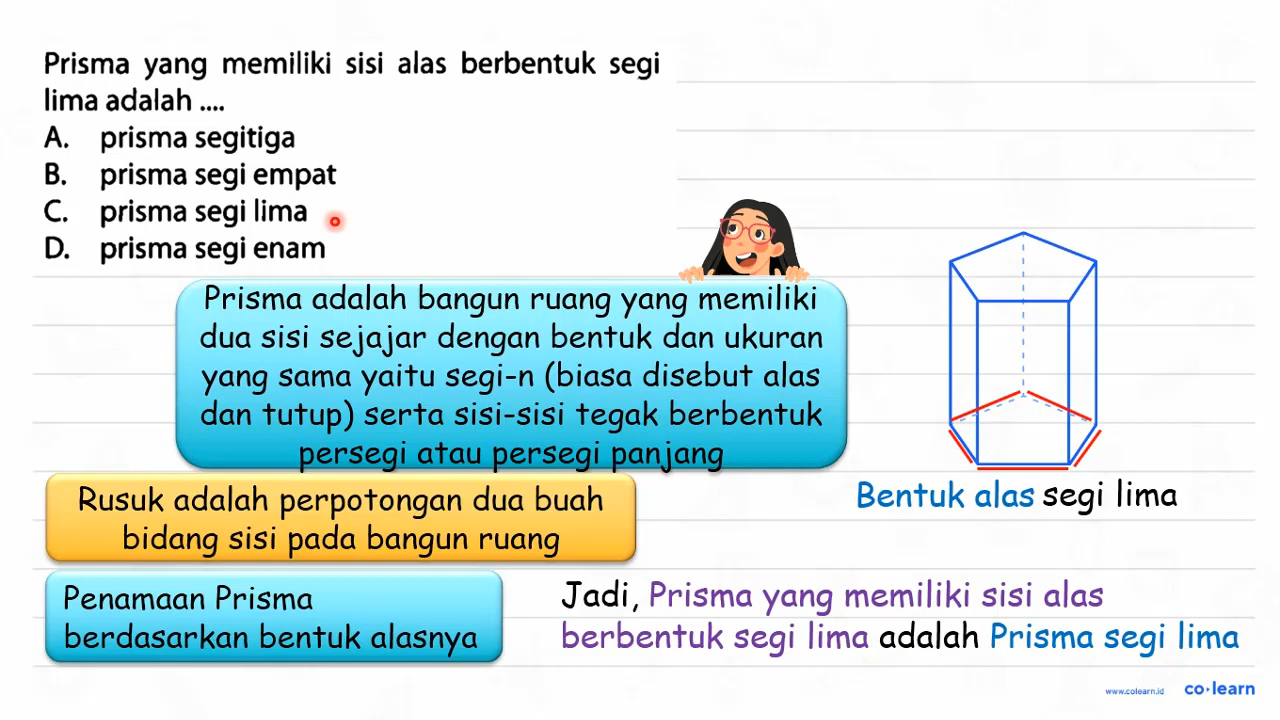 Prisma yang memiliki sisi alas berbentuk segi
lima adalah ....
A. prisma segitiga
B. prisma segi empat
C. prisma segi lima
D. prisma segi enam
Prisma adalah bangun ruang yang memiliki
dua sisi sejajar dengan bentuk dan ukuran
yang sama yaitu segi-n (biasa disebut alas
dan tutup) serta sisi-sisi tegak berbentuk
persegi atau persegi panjang
Rusuk adalah perpotongan dua buah
bidang sisi pada bangun ruang
Bentuk alas segi lima
Penamaan Prisma
berdasarkan bentuk alasnya
Jadi, Prisma yang memiliki sisi alas
berbentuk segi lima adalah Prisma segi lima
www.colearn.id co·learn